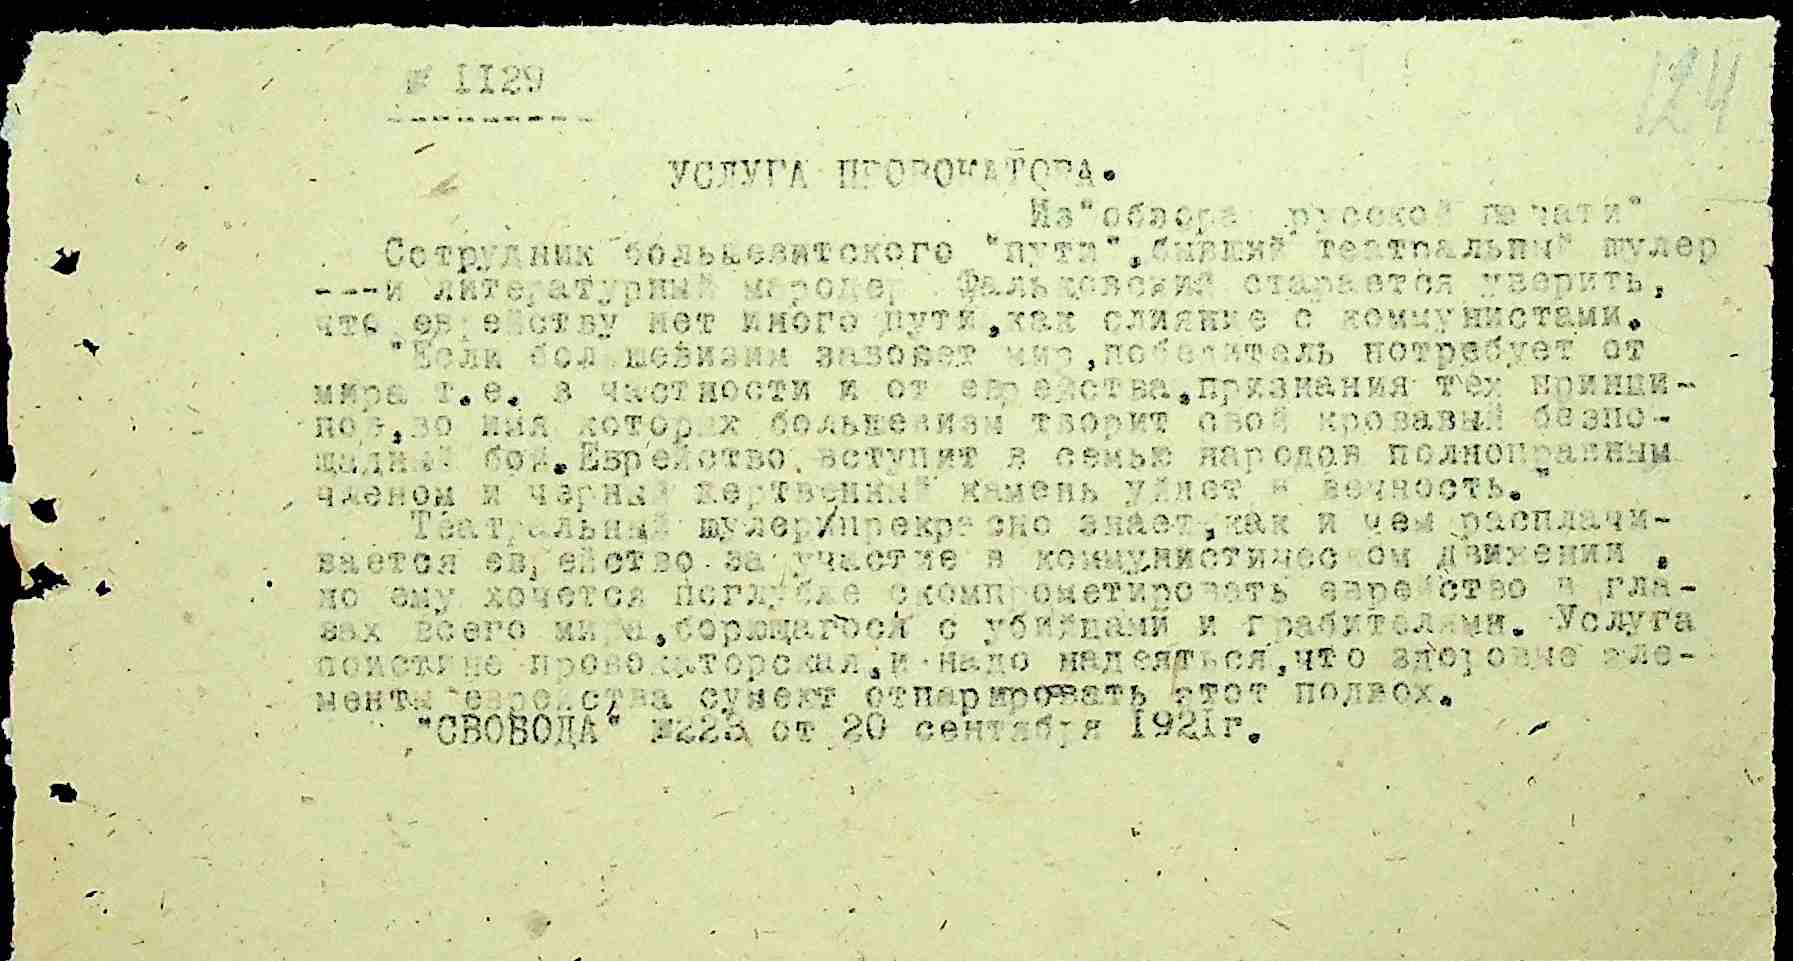 № 1129
124
УСЛУГА ПРОВОКАТОРА.
Из"обзора русской печати"
Сотрудник большевитского "пути",бывший театральный шулер
---и литературный мародер Фальковский старается уверить,
что еврейству нет иного пути,как слияние с коммунистами.
"Если большевизим завоюет мир,победитель потребует от
мира т.е. в частности и от еврейства,признания тех принци-
пов,во имя которых большевизм творит свой кровавый безпо-
щадный бой.Еврейство вступит в семью народов полноправным
членом и черный жертвенный камень уйдет в вечность."
Театральный шулер прекрасно знает,как и чем расплачи-
вается еврейство за участие в коммунистическом движении ,
но ему хочется поглубже скомпрометировать еврейство в гла-
зах всего мира,борющагося с убийцами и грабителями. Услуга
поистине провокаторская,и надо надеяться,что здоровые эле-
менты еврейства сумеют отпарировать этот подвох.
"СВОБОДА" №223 от 20 сентября 1921г.